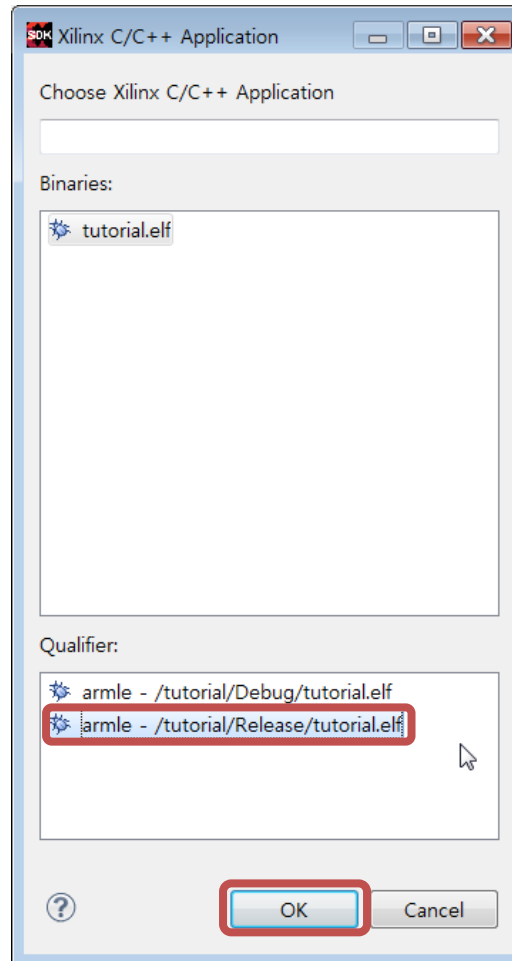 SDK Xilinx C/C++ Application
Choose Xilinx C/C++ Application
Binaries:
tutorial.elf
Qualifier:
armle - /tutorial/Debug/tutorial.elf
armle - /tutorial/Release/tutorial.elf
? OK Cancel